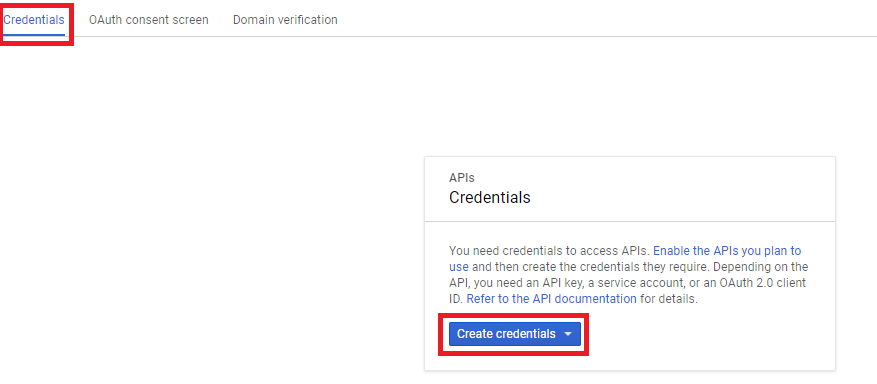 Credentials OAuth consent screen Domain verification
APIs
Credentials
You need credentials to access APIs. Enable the APIs you plan to
use and then create the credentials they require. Depending on the
API, you need an API key, a service account, or an OAuth 2.0 client
ID. Refer to the API documentation for details.
Create credentials